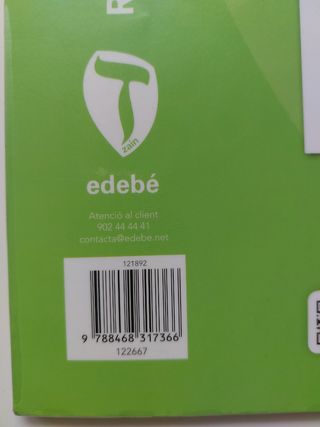 R
zain
edebé
Atenció al client
902 44 44 41
contacta@edebe.net
121892
9 788468 317366
122667